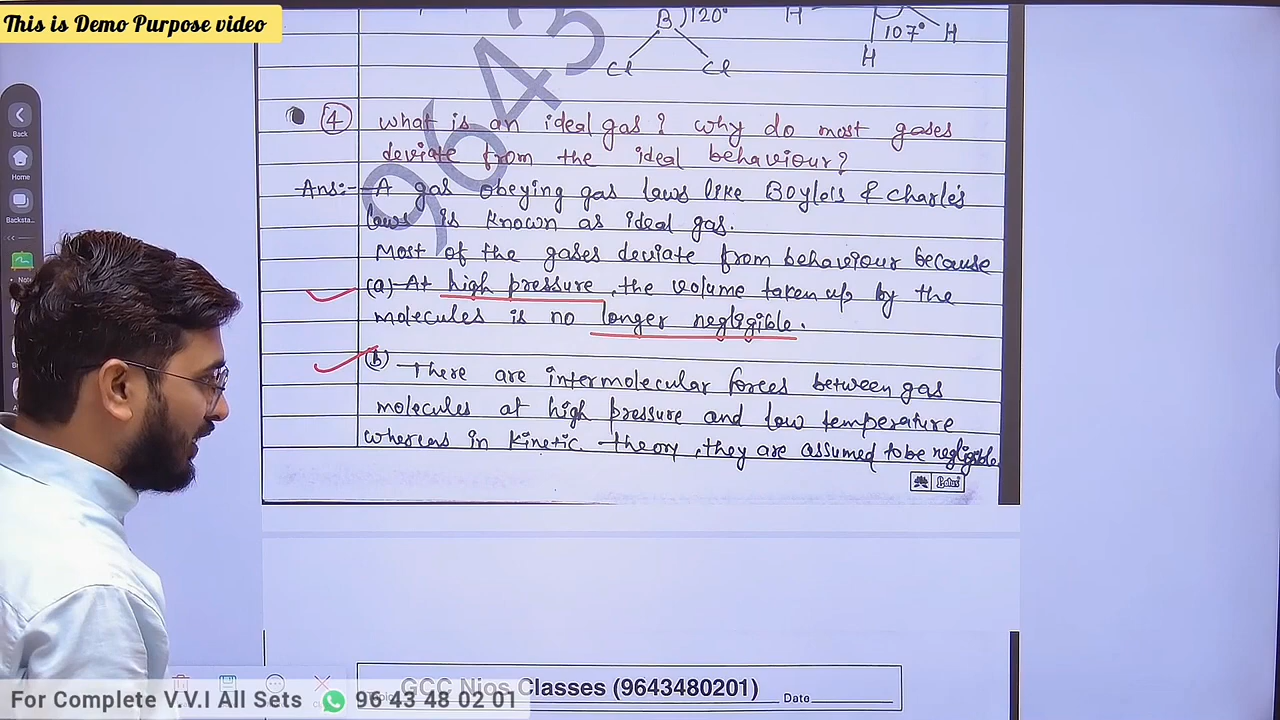 This is Demo Purpose video
B )120° H
107° H
Cl Cl H
9643
Back
④ What is an ideal gas? Why do most gases
deviate from the ideal behaviour?
Home
Ans:- A gas obeying gas laws like Boyle's & Charle's
Backsta...
laws is known as ideal gas.
Most of the gases deviate from behaviour because
(a) At high pressure, the volume taken up by the
molecules is no longer negligible.
(b) There are intermolecular forces between gas
molecules at high pressure and low temperature
whereas in Kinetic theory, they are assumed to be negligible
GCC Nios Classes (9643480201)
Date
For Complete V.V.I All Sets 96 43 48 02 01